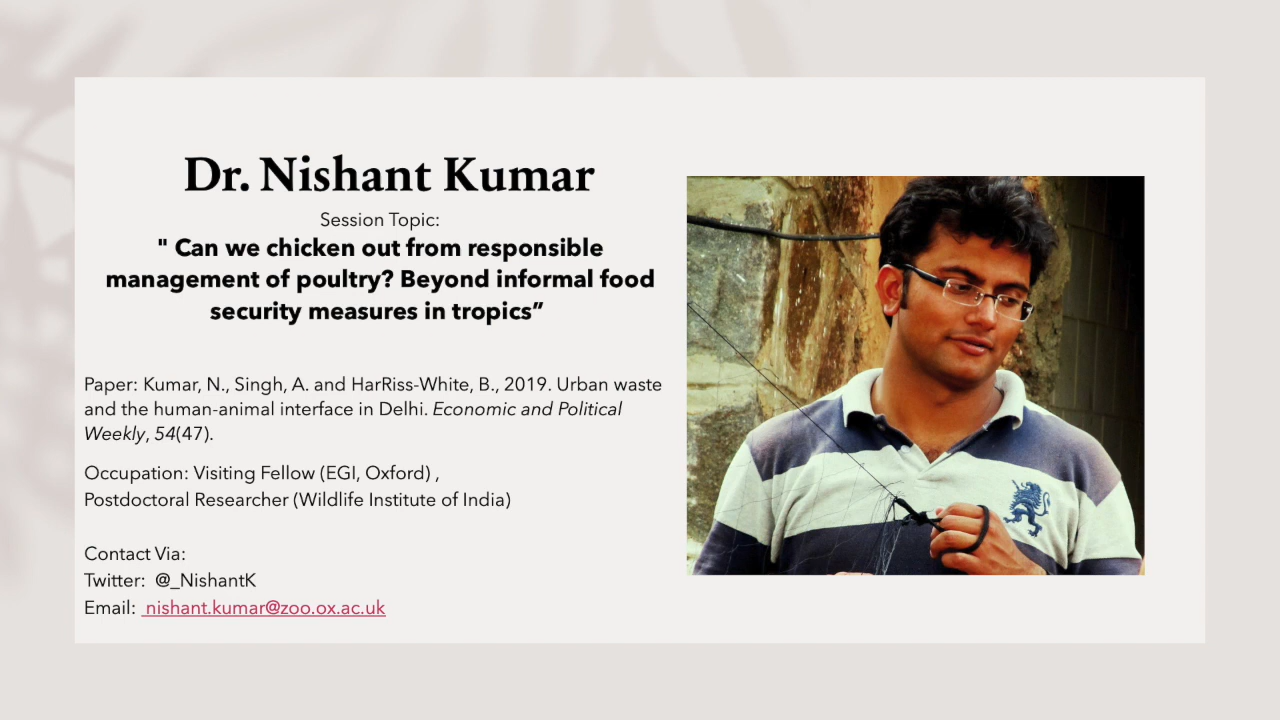 Dr. Nishant Kumar
Session Topic:
" Can we chicken out from responsible
management of poultry? Beyond informal food
security measures in tropics”
Paper: Kumar, N., Singh, A. and HarRiss-White, B., 2019. Urban waste
and the human-animal interface in Delhi. Economic and Political
Weekly, 54(47).
Occupation: Visiting Fellow (EGI, Oxford) ,
Postdoctoral Researcher (Wildlife Institute of India)
Contact Via:
Twitter: @_NishantK
Email: nishant.kumar@zoo.ox.ac.uk